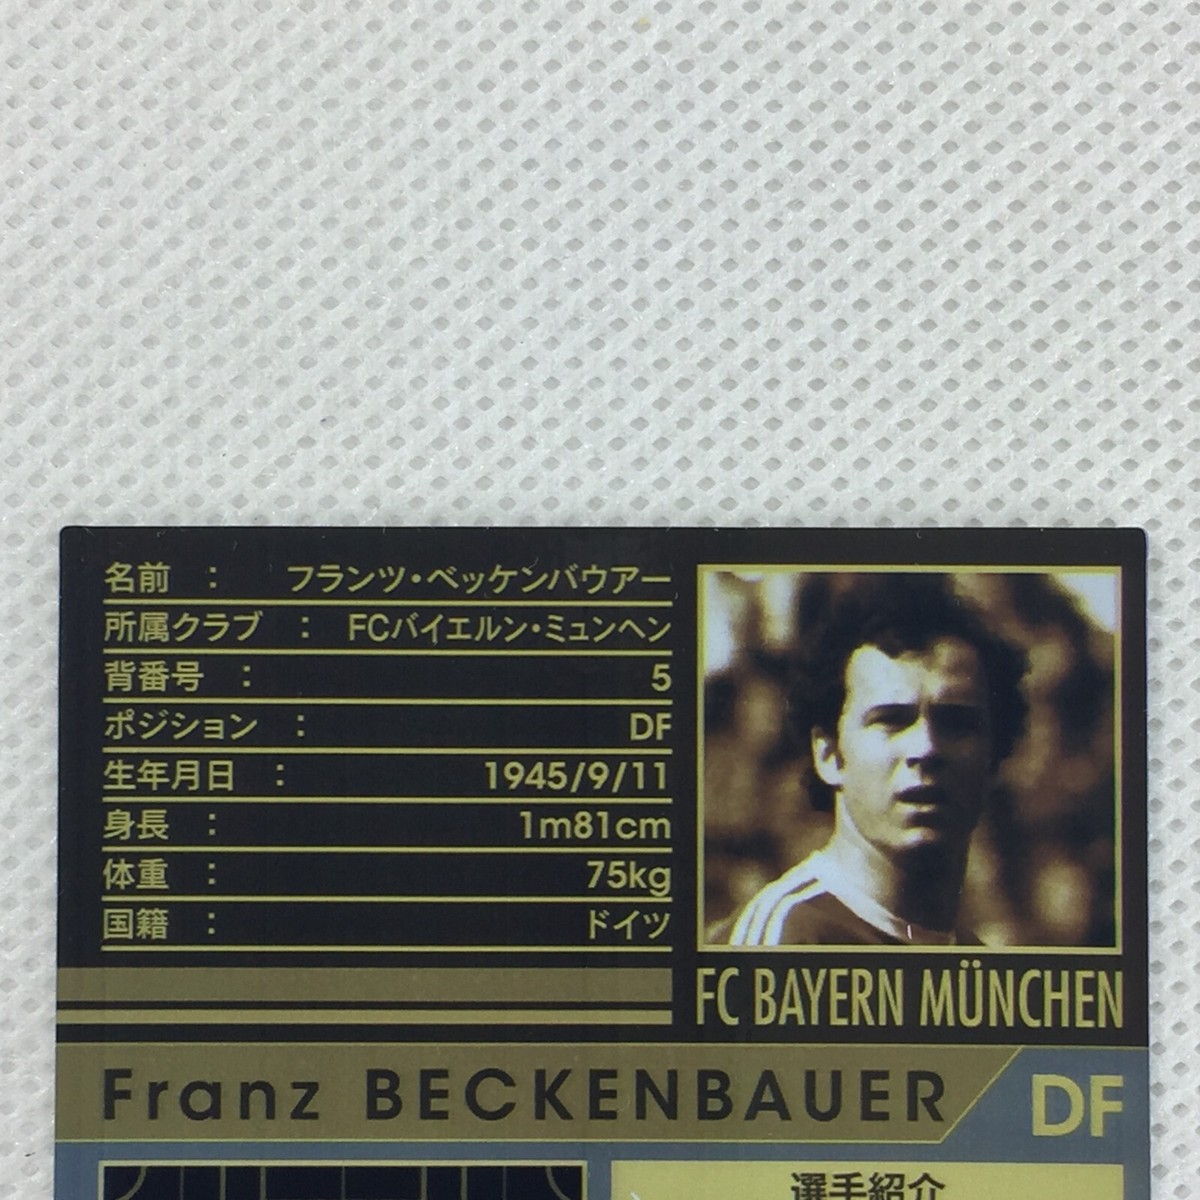 名前 : フランツ・ベッケンバウアー
所属クラブ : FCバイエルン・ミュンヘン
背番号 : 5
ポジション : DF
生年月日 : 1945/9/11
身長 : 1m81cm
体重 : 75kg
国籍 : ドイツ
FC BAYERN MÜNCHEN
Franz BECKENBAUER DF
選手紹介